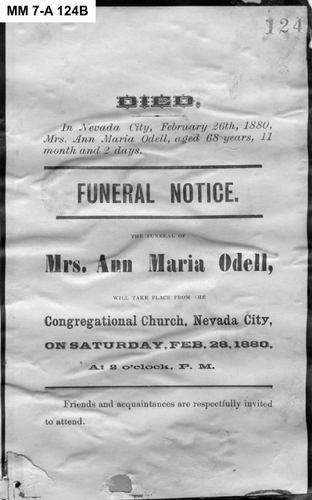 MM 7-A 124B
124
DIED,
In Nevada City, February 26th, 1880,
Mrs. Ann Maria Odell, aged 68 years, 11
month and 2 days.
FUNERAL NOTICE.
THE FUNERAL OF
Mrs. Ann Maria Odell,
WILL TAKE PLACE FROM THE
Congregational Church, Nevada City,
ON SATURDAY, FEB. 28, 1880,
At 2 o'clock, P. M.
Friends and acquaintances are respectfully invited
to attend.